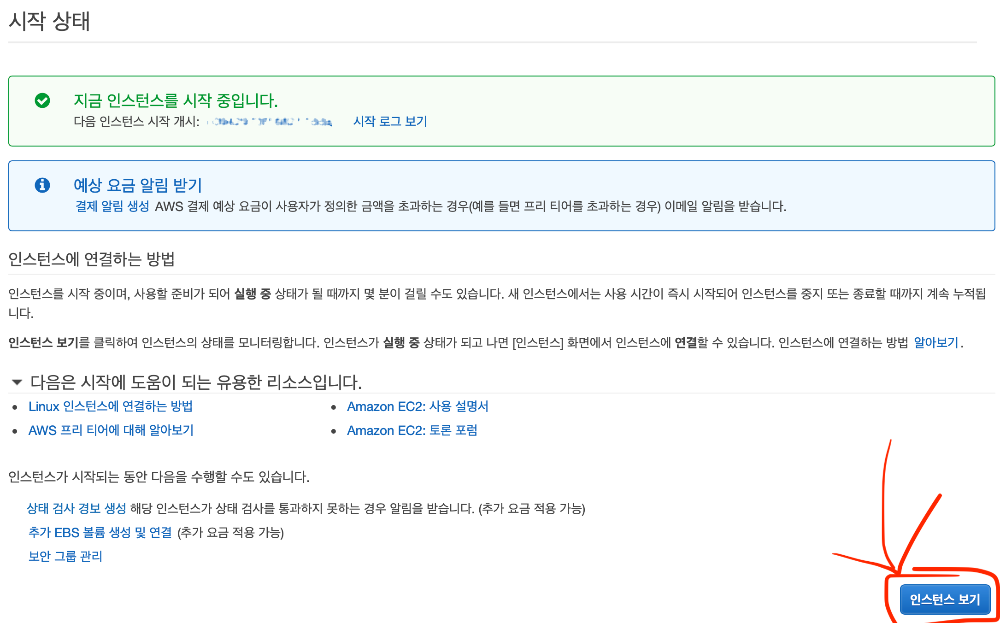 시작 상태
지금 인스턴스를 시작 중입니다.
다음 인스턴스 시작 개시: 시작 로그 보기
예상 요금 알림 받기
결제 알림 생성 AWS 결제 예상 요금이 사용자가 정의한 금액을 초과하는 경우(예를 들면 프리 티어를 초과하는 경우) 이메일 알림을 받습니다.
인스턴스에 연결하는 방법
인스턴스를 시작 중이며, 사용할 준비가 되어 실행 중 상태가 될 때까지 몇 분이 걸릴 수도 있습니다. 새 인스턴스에서는 사용 시간이 즉시 시작되어 인스턴스를 중지 또는 종료할 때까지 계속 누적됩
니다.
인스턴스 보기를 클릭하여 인스턴스의 상태를 모니터링합니다. 인스턴스가 실행 중 상태가 되고 나면 [인스턴스] 화면에서 인스턴스에 연결할 수 있습니다. 인스턴스에 연결하는 방법 알아보기.
다음은 시작에 도움이 되는 유용한 리소스입니다.
• Linux 인스턴스에 연결하는 방법
• Amazon EC2: 사용 설명서
• AWS 프리 티어에 대해 알아보기
• Amazon EC2: 토론 포럼
인스턴스가 시작되는 동안 다음을 수행할 수도 있습니다.
상태 검사 경보 생성 해당 인스턴스가 상태 검사를 통과하지 못하는 경우 알림을 받습니다. (추가 요금 적용 가능)
추가 EBS 볼륨 생성 및 연결 (추가 요금 적용 가능)
보안 그룹 관리
인스턴스 보기